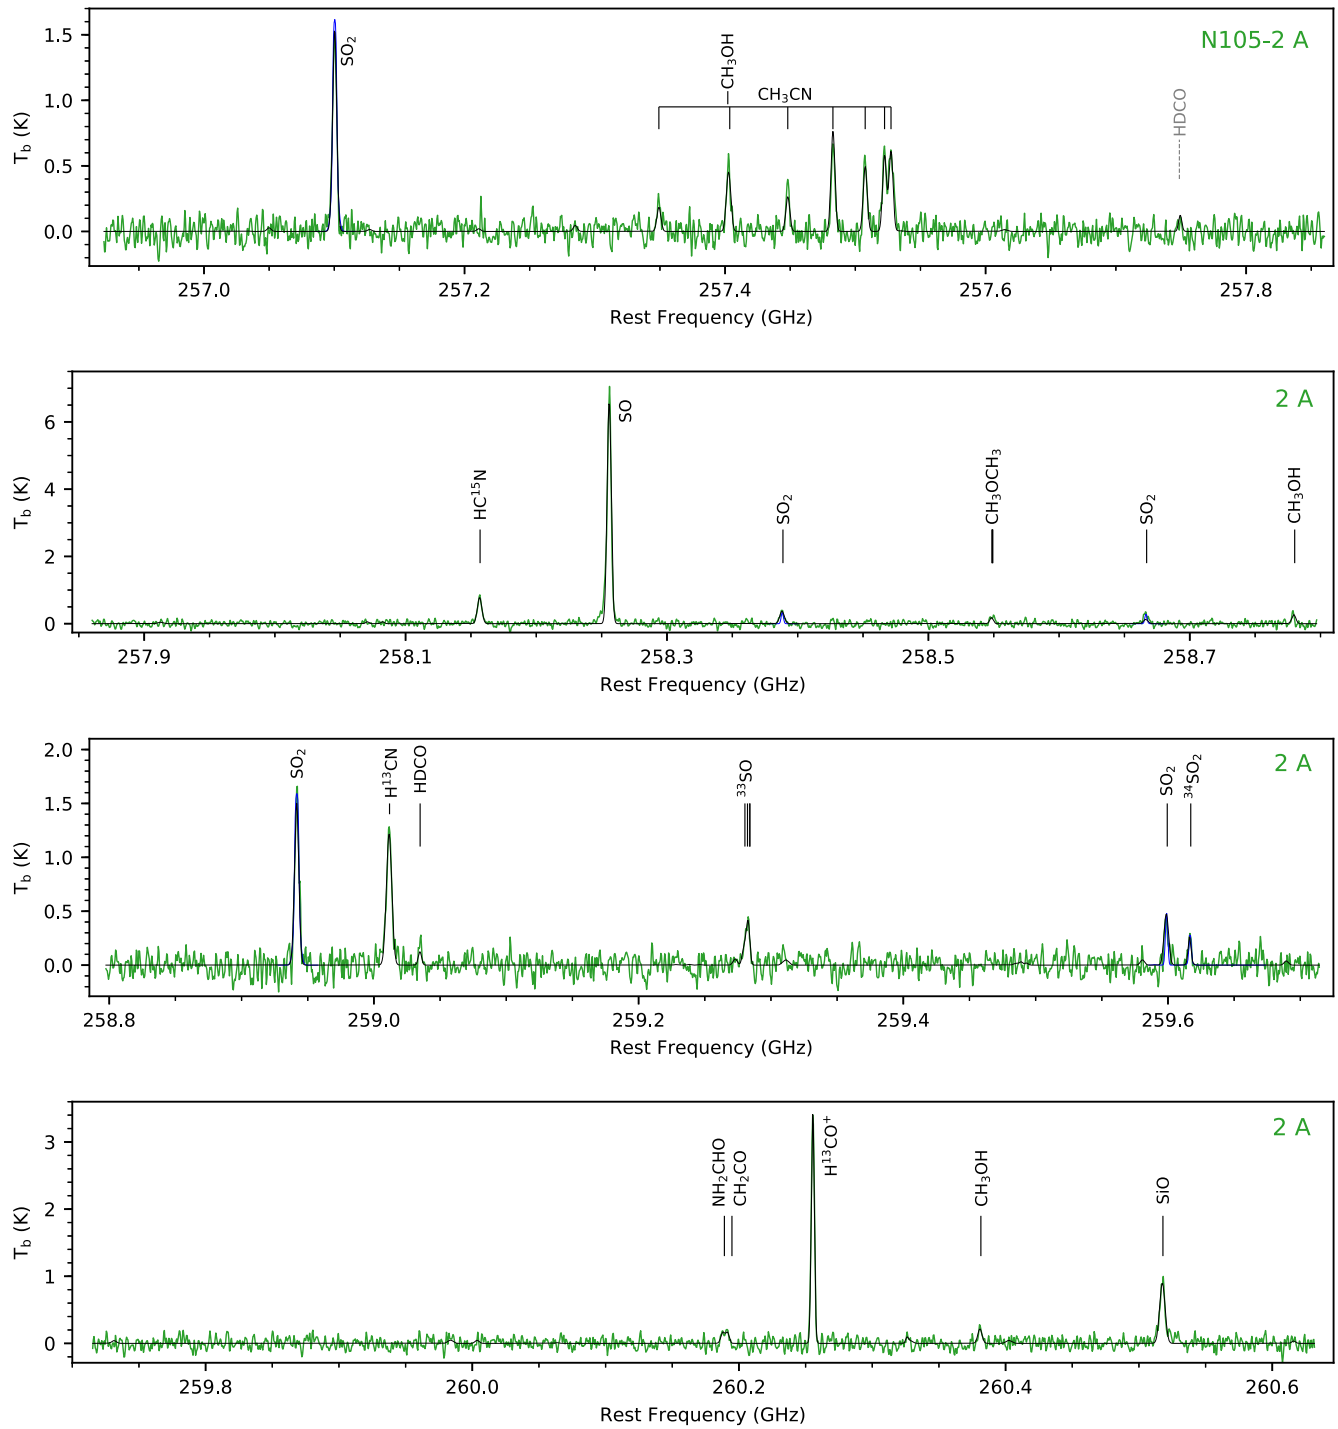 N105-2 A
SO₂
CH₃OH
CH₃CN
HDCO
T_b (K)
1.5
1.0
0.5
0.0
257.0 257.2 257.4 257.6 257.8
Rest Frequency (GHz)
2 A
HC¹⁵N
SO
SO₂
CH₃OCH₃
SO₂
CH₃OH
T_b (K)
6
4
2
0
257.9 258.1 258.3 258.5 258.7
Rest Frequency (GHz)
2 A
SO₂
H¹³CN
HDCO
³³SO
SO₂
³⁴SO₂
T_b (K)
2.0
1.5
1.0
0.5
0.0
258.8 259.0 259.2 259.4 259.6
Rest Frequency (GHz)
2 A
NH₂CHO
CH₂CO
H¹³CO⁺
CH₃OH
SiO
T_b (K)
3
2
1
0
259.8 260.0 260.2 260.4 260.6
Rest Frequency (GHz)